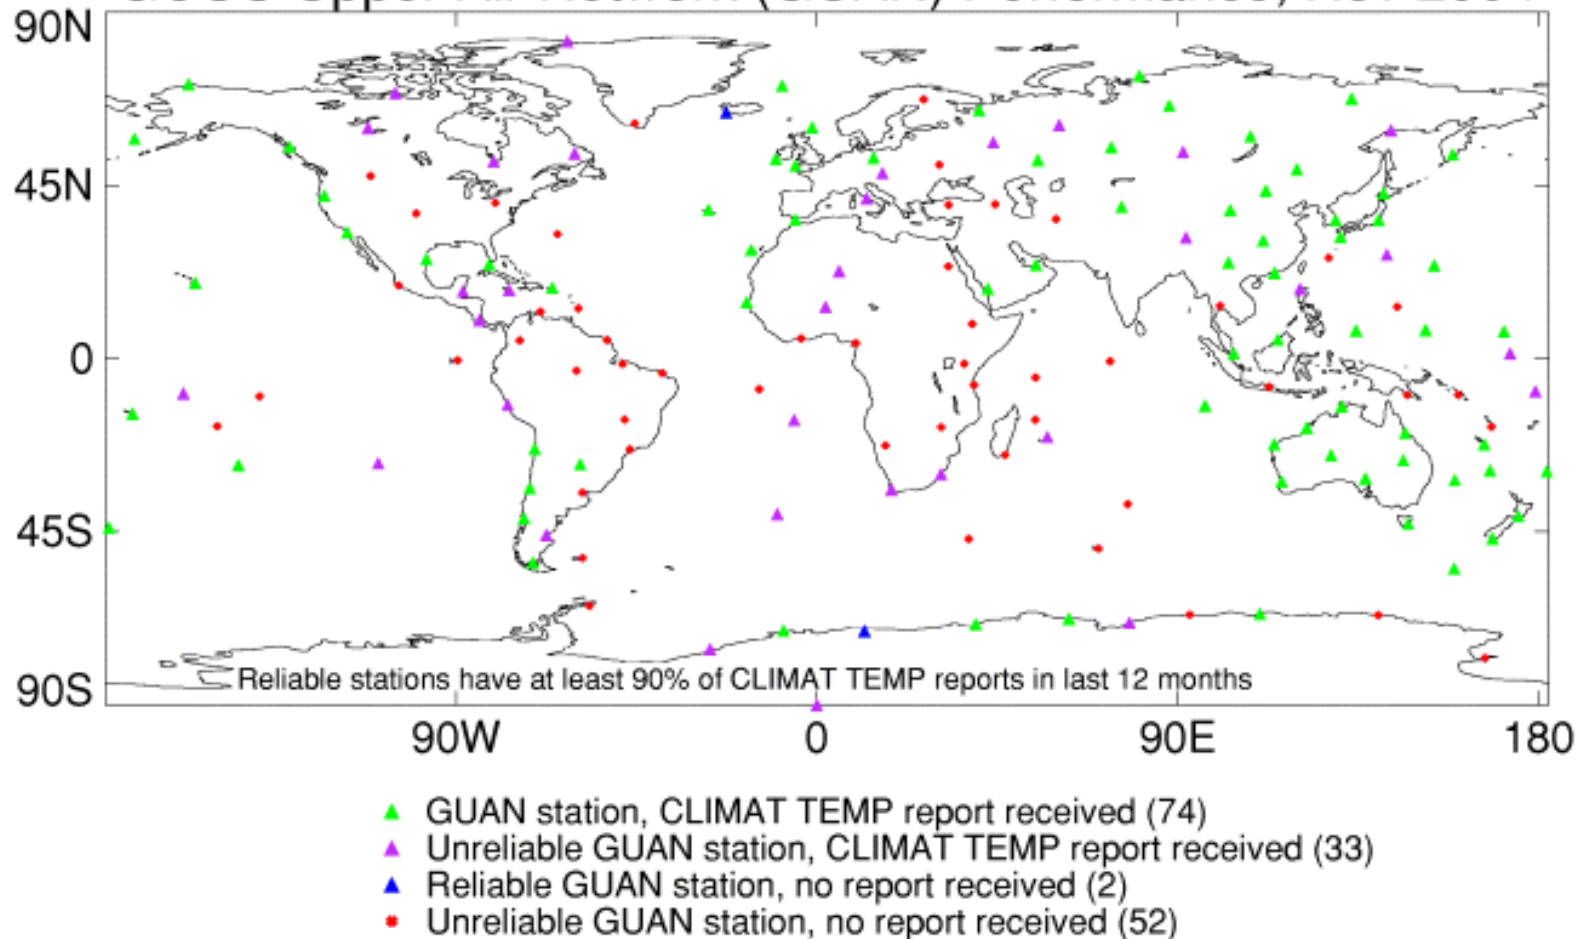 90N
45N
0
45S
90S
Reliable stations have at least 90% of CLIMAT TEMP reports in last 12 months
90W 0 90E 180
GUAN station, CLIMAT TEMP report received (74)
Unreliable GUAN station, CLIMAT TEMP report received (33)
Reliable GUAN station, no report received (2)
Unreliable GUAN station, no report received (52)